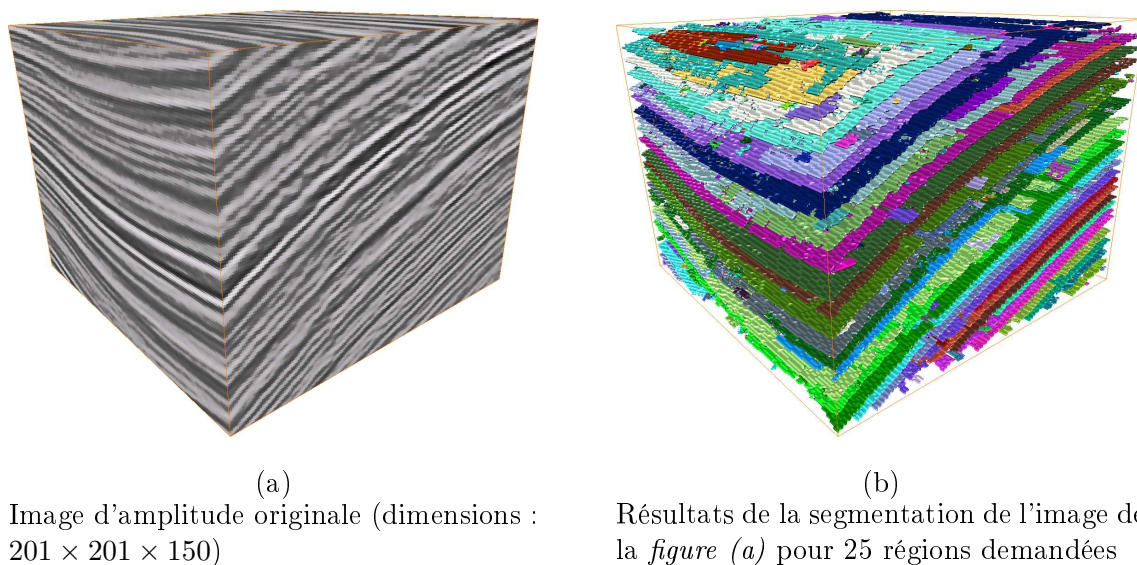 (a)
Image d'amplitude originale (dimensions :
201 × 201 × 150)
(b)
Résultats de la segmentation de l'image de
la figure (a) pour 25 régions demandées